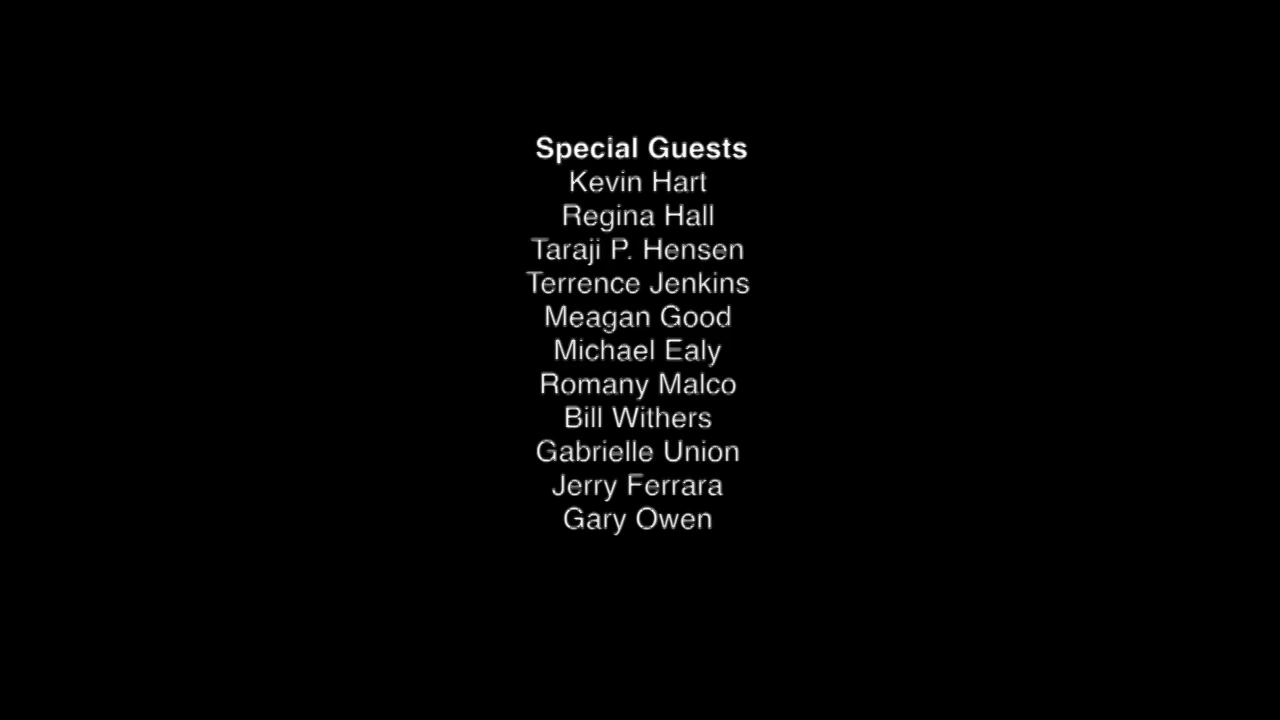 Special Guests
Kevin Hart
Regina Hall
Taraji P. Hensen
Terrence Jenkins
Meagan Good
Michael Ealy
Romany Malco
Bill Withers
Gabrielle Union
Jerry Ferrara
Gary Owen